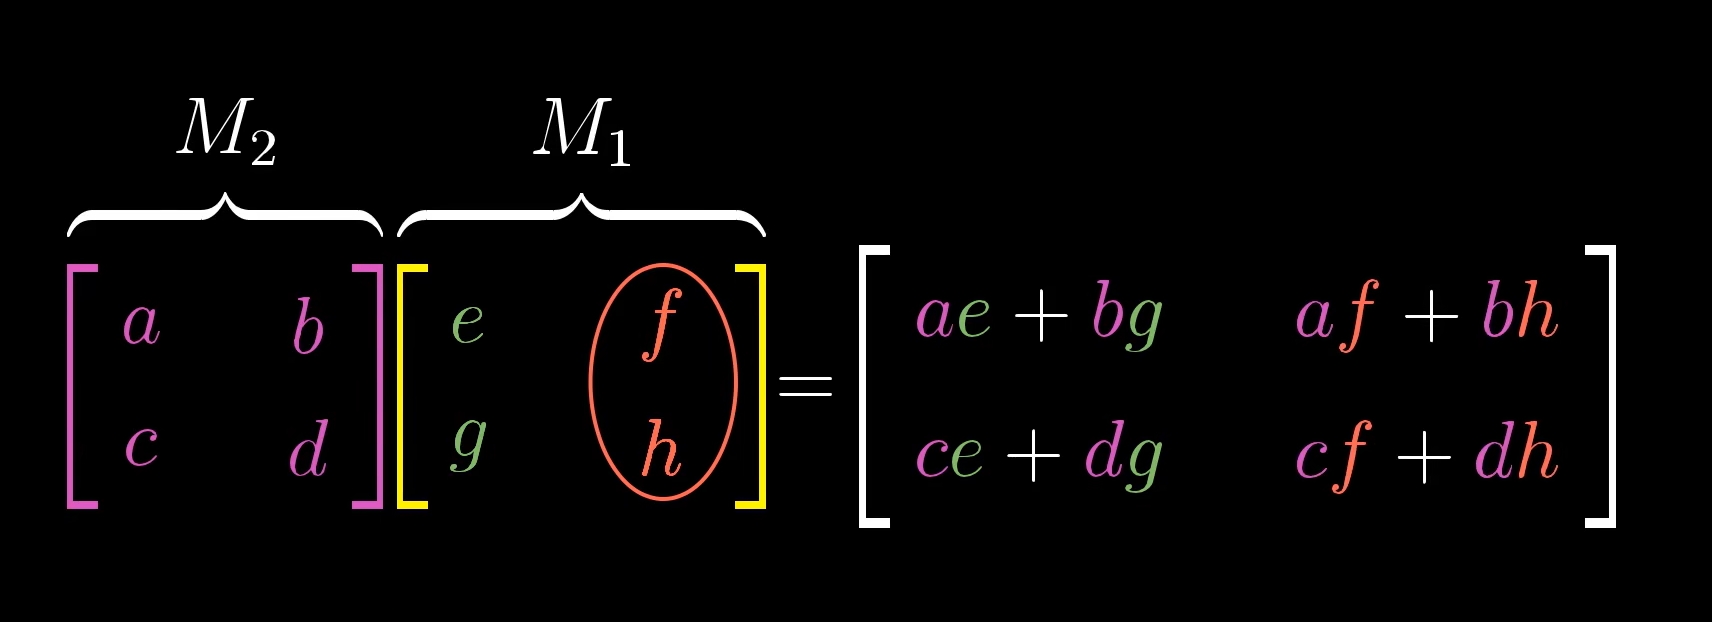 M₂ M₁
[a b; c d] [e f; g h] = [ae + bg af + bh; ce + dg cf + dh]